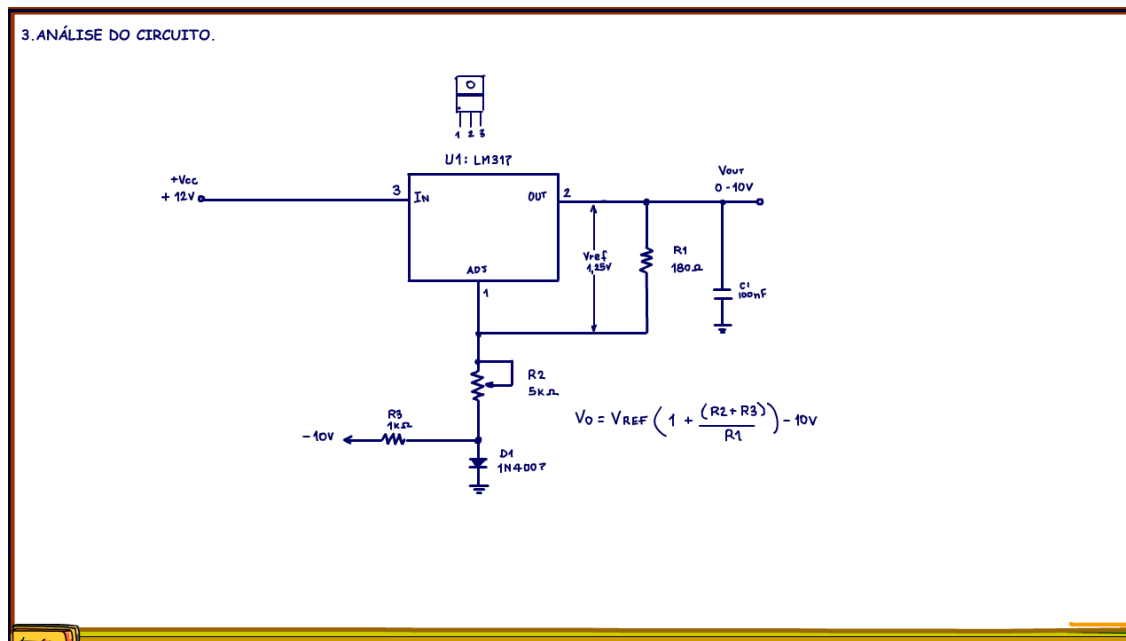 3.ANÁLISE DO CIRCUITO.
1 2 3
U1: LM317
+Vcc
+ 12V
3
IN
OUT
2
VOUT
0 - 10V
ADJ
1
Vref
1,25V
R1
180Ω
C1
100nF
R2
5KΩ
R3
1KΩ
-10V
D1
1N4007
VO = VREF (1 + (R2+R3)/R1) - 10V